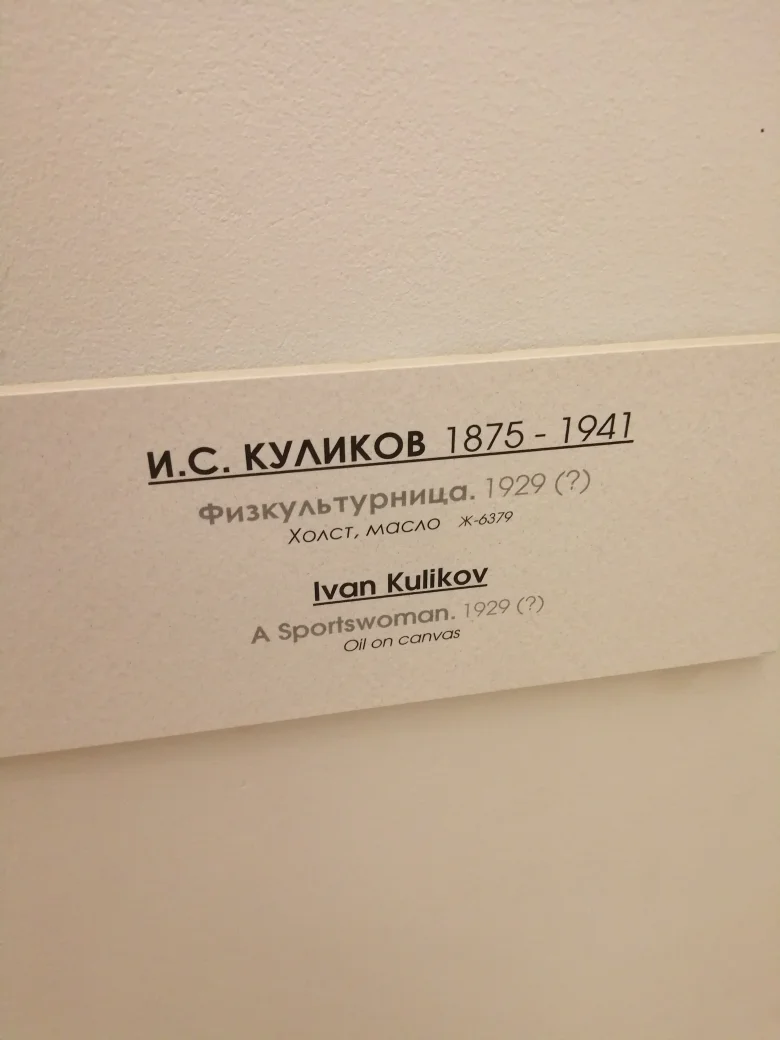 И.С. КУЛИКОВ 1875 - 1941
Физкультурница. 1929 (?)
Холст, масло Ж-6379
Ivan Kulikov
A Sportswoman. 1929 (?)
Oil on canvas